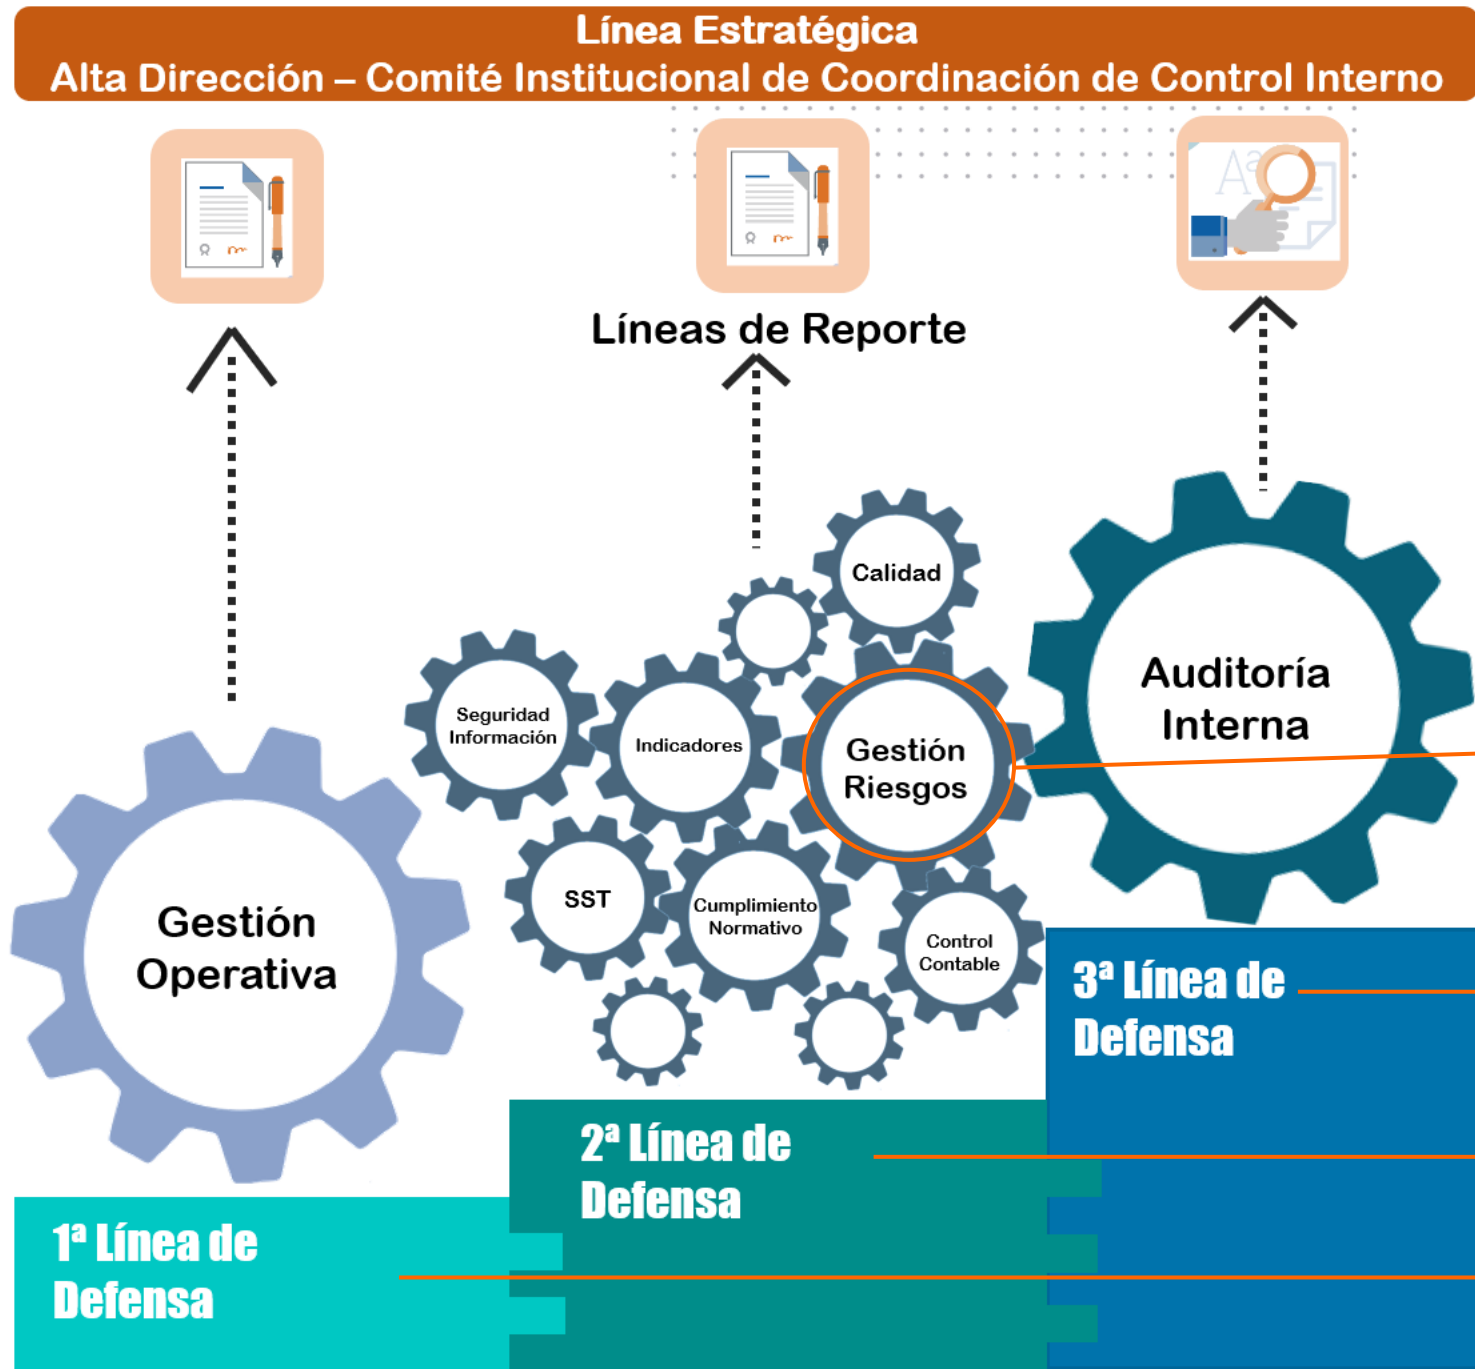 Línea Estratégica
Alta Dirección – Comité Institucional de Coordinación de Control Interno
Aª
Líneas de Reporte
Calidad
Seguridad
Información
Indicadores
Gestión
Riesgos
Auditoría
Interna
SST
Cumplimiento
Normativo
Control
Contable
Gestión
Operativa
3ª Línea de
Defensa
2ª Línea de
Defensa
1ª Línea de
Defensa